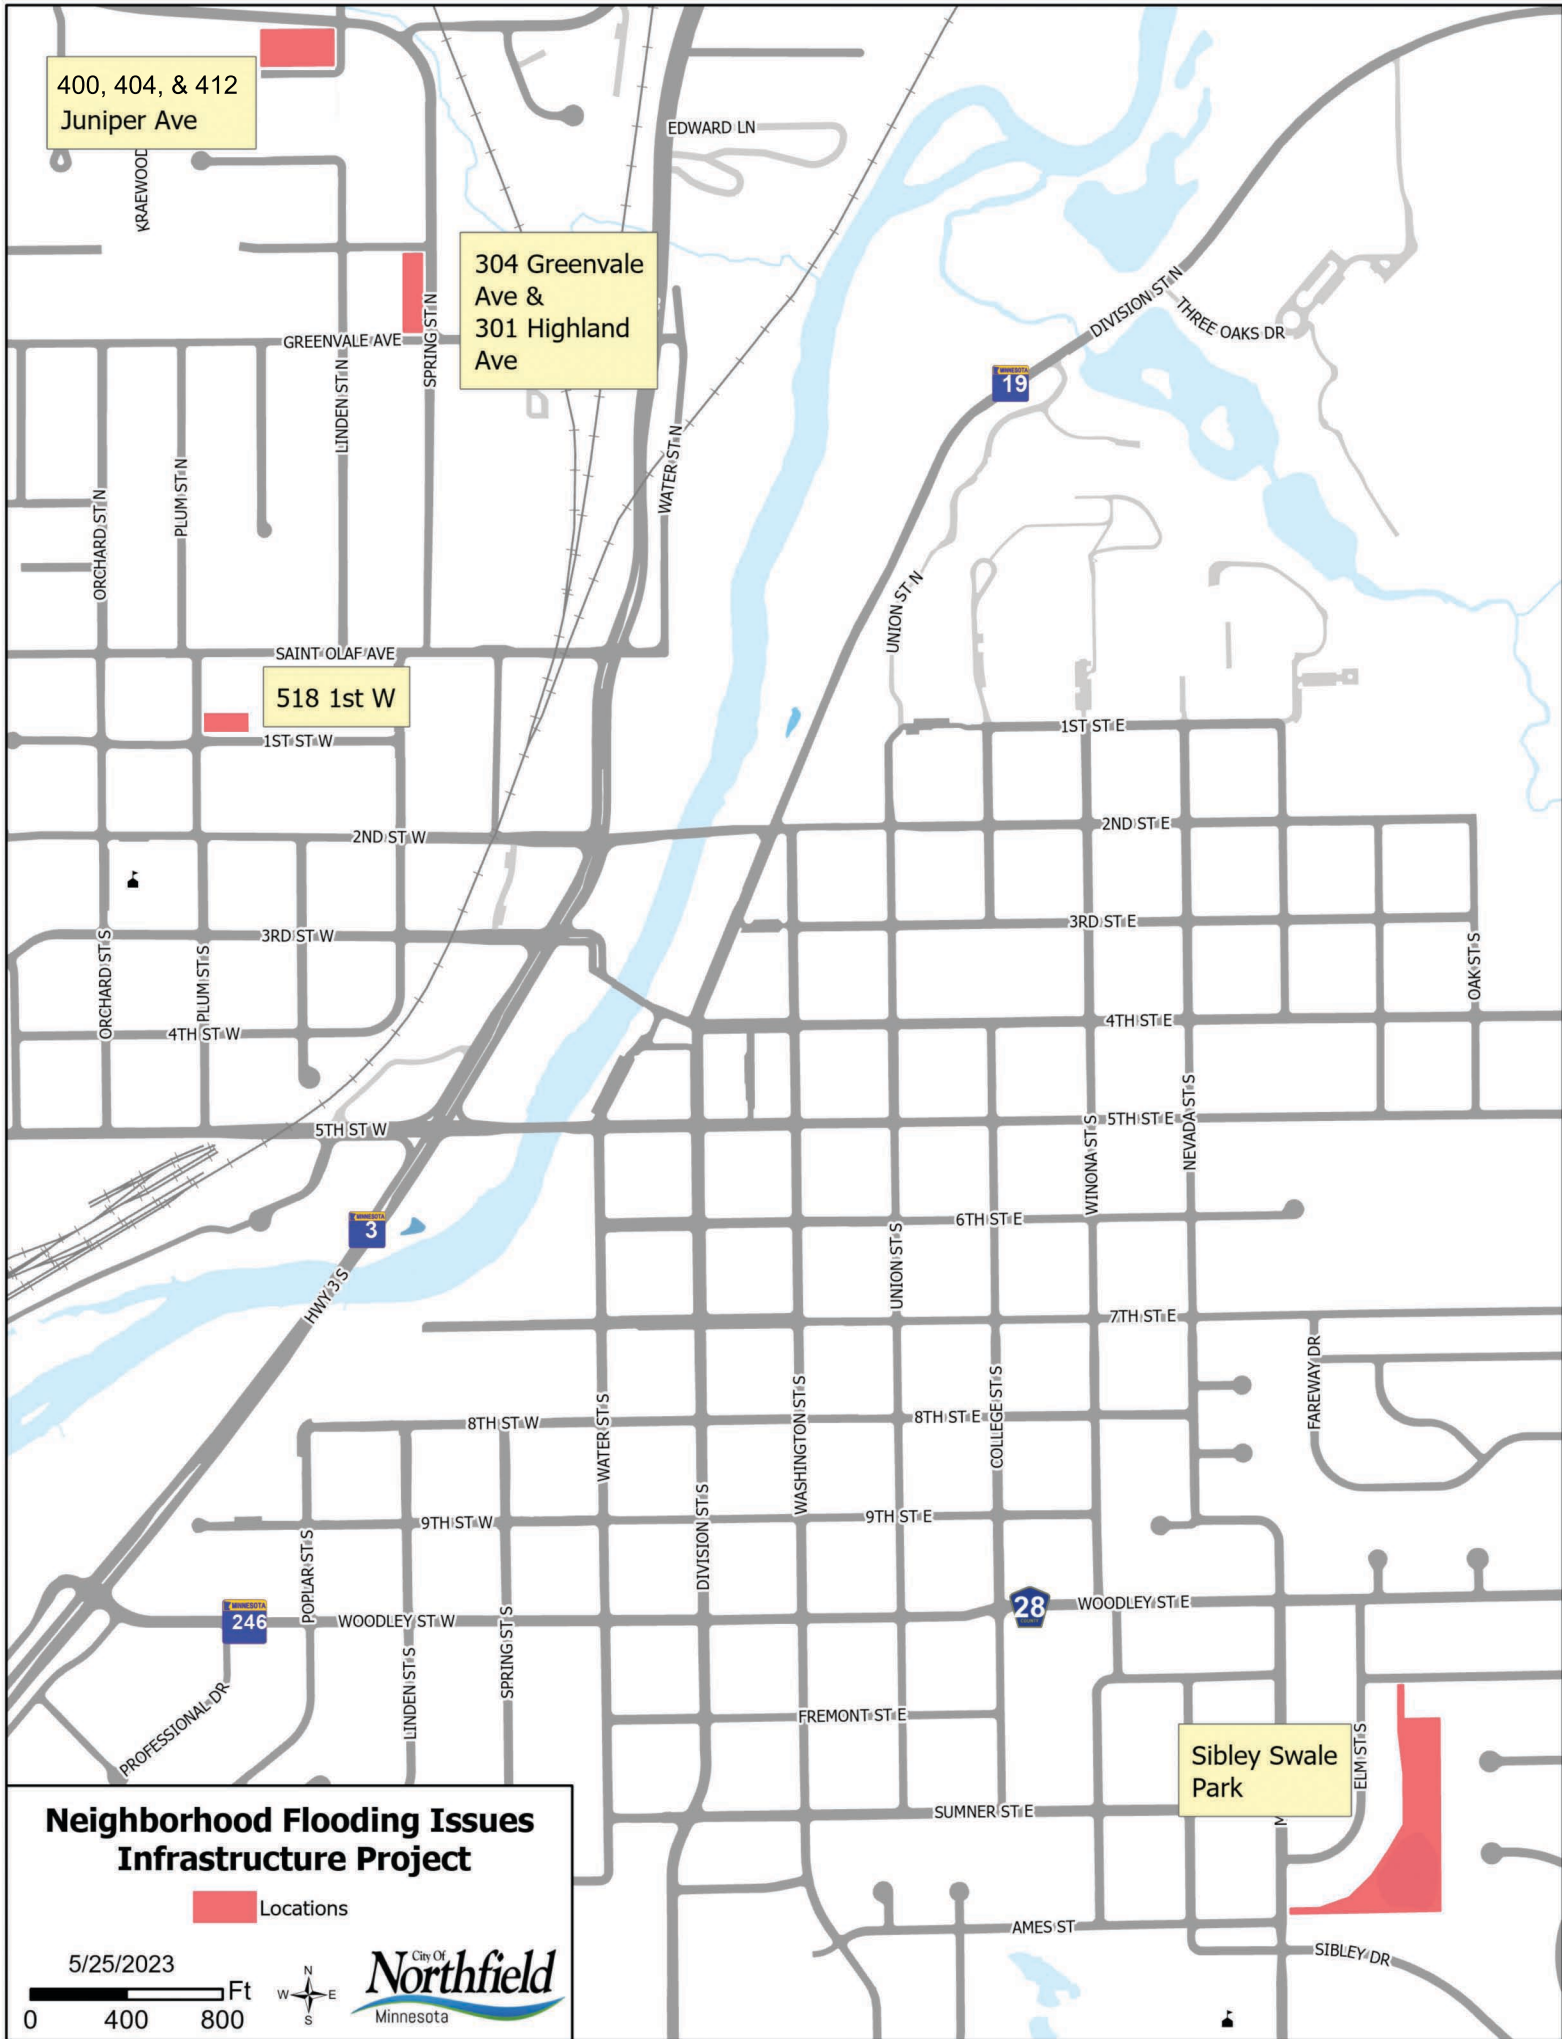 400, 404, & 412
Juniper Ave
KRAEWOOD
EDWARD LN
304 Greenvale
Ave &
301 Highland
Ave
DIVISION ST N
THREE OAKS DR
GREENVALE AVE
SPRING ST N
LINDEN ST N
MINNESOTA
19
WATER ST N
PLUM ST N
ORCHARD ST N
UNION ST N
SAINT OLAF AVE
518 1st W
1ST ST W
1ST ST E
2ND ST W
2ND ST E
3RD ST W
3RD ST E
ORCHARD ST S
PLUM ST S
OAK ST S
4TH ST W
4TH ST E
5TH ST W
5TH ST E
WINONA ST S
NEVADA ST S
MINNESOTA
3
6TH ST E
UNION ST S
HWY 3 S
7TH ST E
FAREWAY DR
8TH ST W
8TH ST E
WATER ST S
WASHINGTON ST S
COLLEGE ST S
9TH ST W
9TH ST E
DIVISION ST S
POPLAR ST S
MINNESOTA
246
WOODLEY ST W
28
WOODLEY ST E
LINDEN ST S
SPRING ST S
PROFESSIONAL DR
FREMONT ST E
Sibley Swale
Park
ELM ST S
M
SUMNER ST E
AMES ST
SIBLEY DR
Neighborhood Flooding Issues
Infrastructure Project
Locations
5/25/2023
Ft
0 400 800
N
W E
S
City Of
Northfield
Minnesota